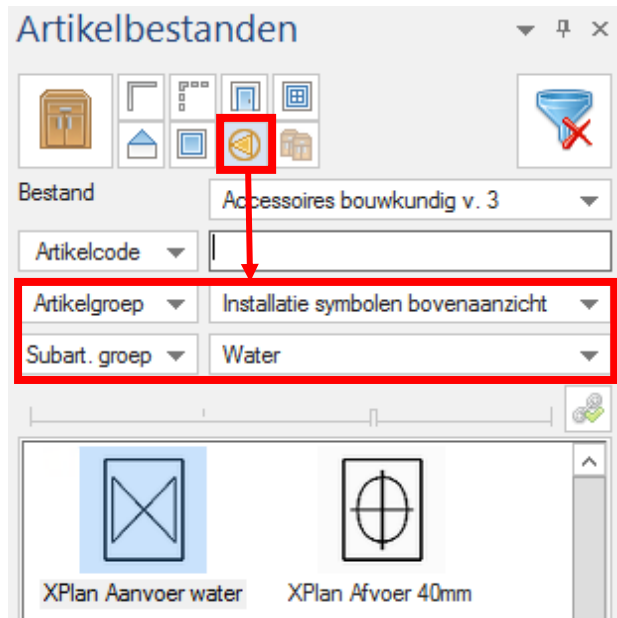 Artikelbestanden
Bestand
Accessoires bouwkundig v. 3
Artikelcode
Artikelgroep
Installatie symbolen bovenaanzicht
Subart. groep
Water
XPlan Aanvoer water
XPlan Afvoer 40mm